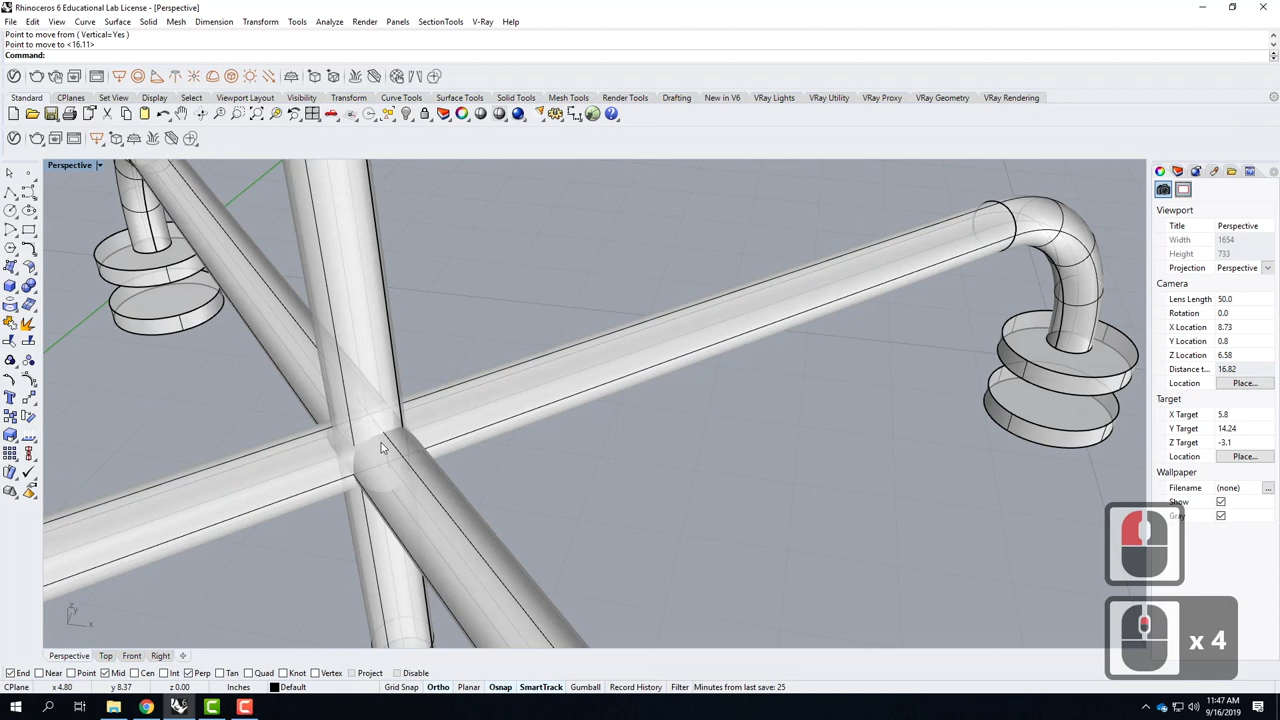 Rhinoceros 6 Educational Lab License - [Perspective]
File Edit View Curve Surface Solid Mesh Dimension Transform Tools Analyze Render Panels SectionTools V-Ray Help
Point to move from ( Vertical=Yes )
Point to move to <16.11>
Command:
Standard CPlanes Set View Display Select Viewport Layout Visibility Transform Curve Tools Surface Tools Solid Tools Mesh Tools Render Tools Drafting New in V6 VRay Lights VRay Utility VRay Proxy VRay Geometry VRay Rendering
Perspective
Viewport
Title Perspective
Width 1654
Height 733
Projection Perspective
Camera
Lens Length 50.0
Rotation 0.0
X Location 8.73
Y Location 0.8
Z Location 6.58
Distance t... 16.82
Location Place...
Target
X Target 5.8
Y Target 14.24
Z Target -3.1
Location Place...
Wallpaper
Filename (none) ...
Show
Gray
x 4
z y x
Perspective Top Front Right
End Near Point Mid Cen Int Perp Tan Quad Knot Vertex Project Disable
CPlane x 4.80 y 8.37 z 0.00 Inches Default Grid Snap Ortho Planar Osnap SmartTrack Gumball Record History Filter Minutes from last save: 25
11:47 AM
9/16/2019